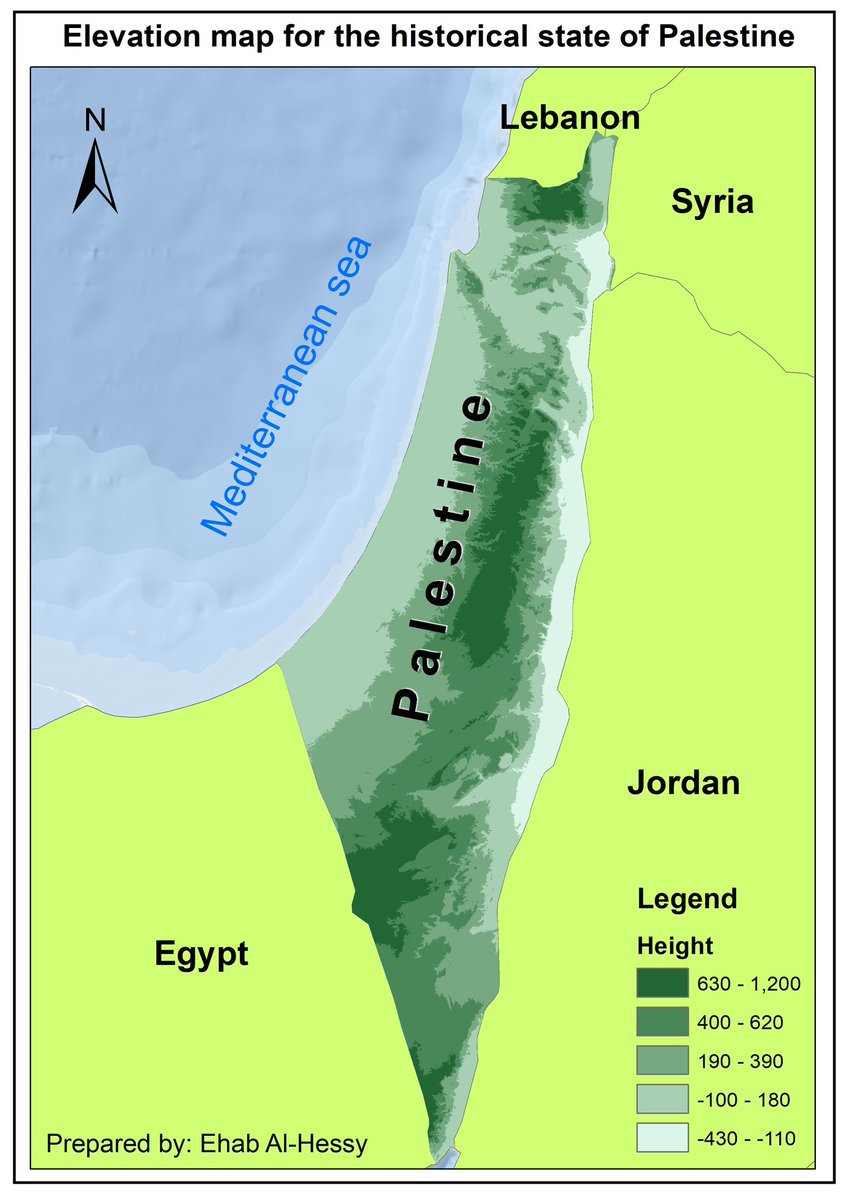 Elevation map for the historical state of Palestine
N
Lebanon
Syria
Mediterranean sea
Palestine
Jordan
Egypt
Legend
Height
630 - 1,200
400 - 620
190 - 390
-100 - 180
-430 - -110
Prepared by: Ehab Al-Hessy